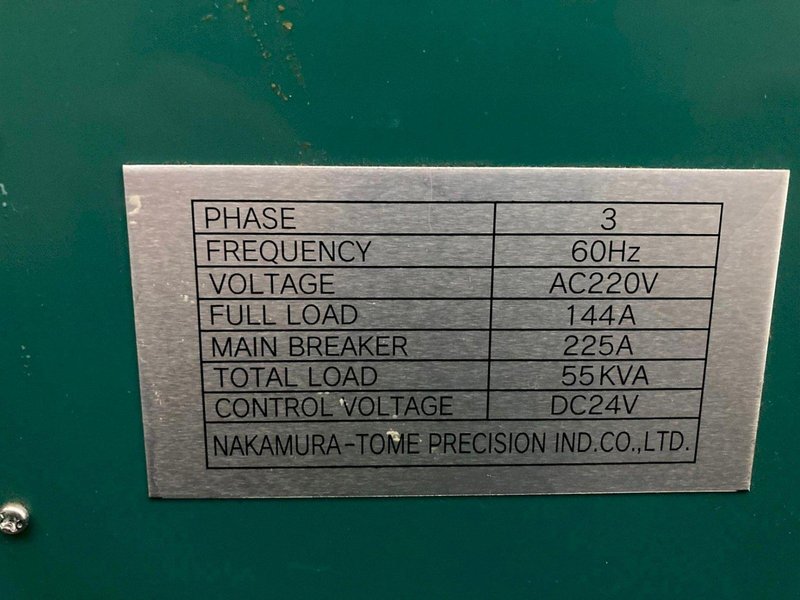 PHASE 3
FREQUENCY 60Hz
VOLTAGE AC220V
FULL LOAD 144A
MAIN BREAKER 225A
TOTAL LOAD 55KVA
CONTROL VOLTAGE DC24V
NAKAMURA-TOME PRECISION IND.CO.,LTD.